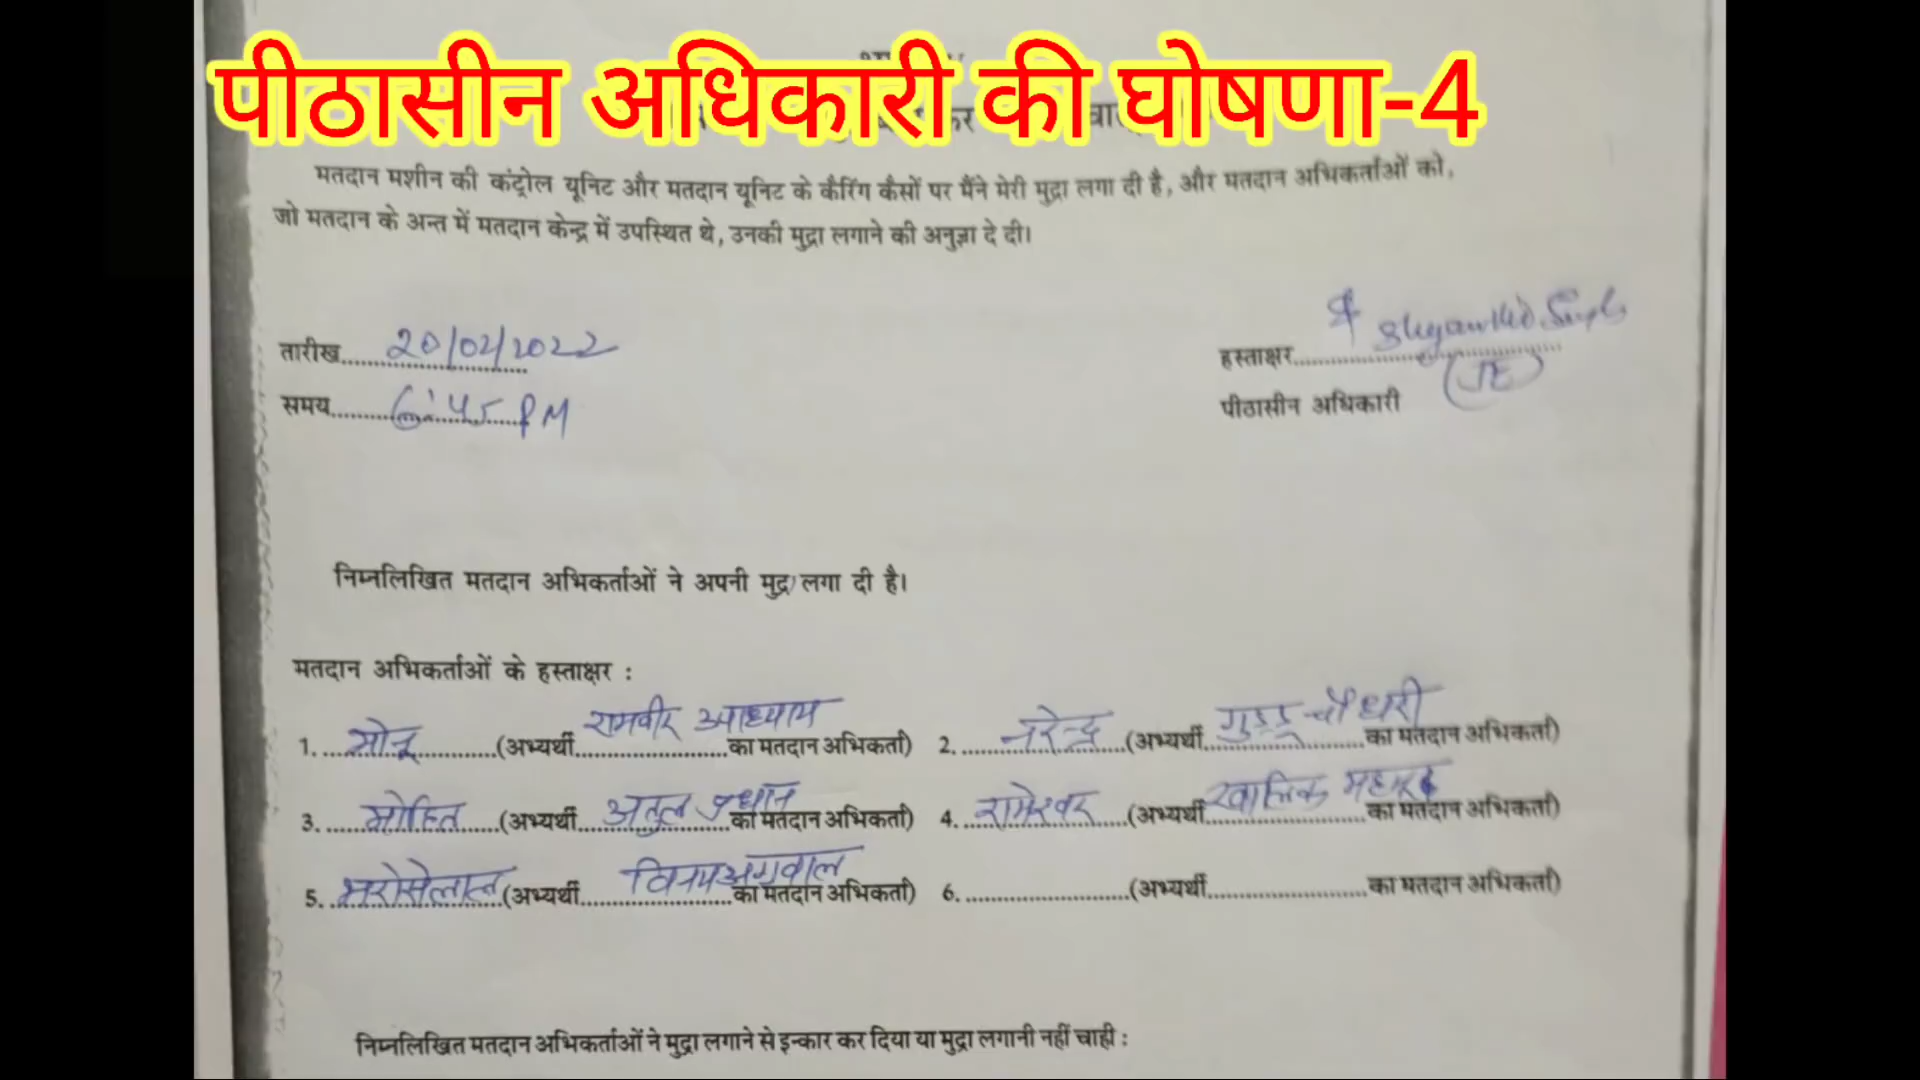 पीठासीन अधिकारी की घोषणा-4
मतदान मशीन की कंट्रोल यूनिट और मतदान यूनिट के कैरिंग कैसों पर मैंने मेरी मुद्रा लगा दी है, और मतदान अभिकर्ताओं को,
जो मतदान के अन्त में मतदान केन्द्र में उपस्थित थे, उनकी मुद्रा लगाने की अनुज्ञा दे दी।
तारीख 20/02/2022
हस्ताक्षर
(JE)
समय 6:45 PM
पीठासीन अधिकारी
निम्नलिखित मतदान अभिकर्ताओं ने अपनी मुद्रा लगा दी है।
मतदान अभिकर्ताओं के हस्ताक्षर :
1. मोनू (अभ्यर्थी रामवीर उपाध्याय का मतदान अभिकर्ता) 2. नरेन्द्र (अभ्यर्थी गुड्डू चौधरी का मतदान अभिकर्ता)
3. मोहित (अभ्यर्थी अतुल प्रधान का मतदान अभिकर्ता) 4. रामेश्वर (अभ्यर्थी खालिक का मतदान अभिकर्ता)
5. भरोसेलाल (अभ्यर्थी विनय अग्रवाल का मतदान अभिकर्ता) 6. (अभ्यर्थी का मतदान अभिकर्ता)
निम्नलिखित मतदान अभिकर्ताओं ने मुद्रा लगाने से इन्कार कर दिया या मुद्रा लगानी नहीं चाही :